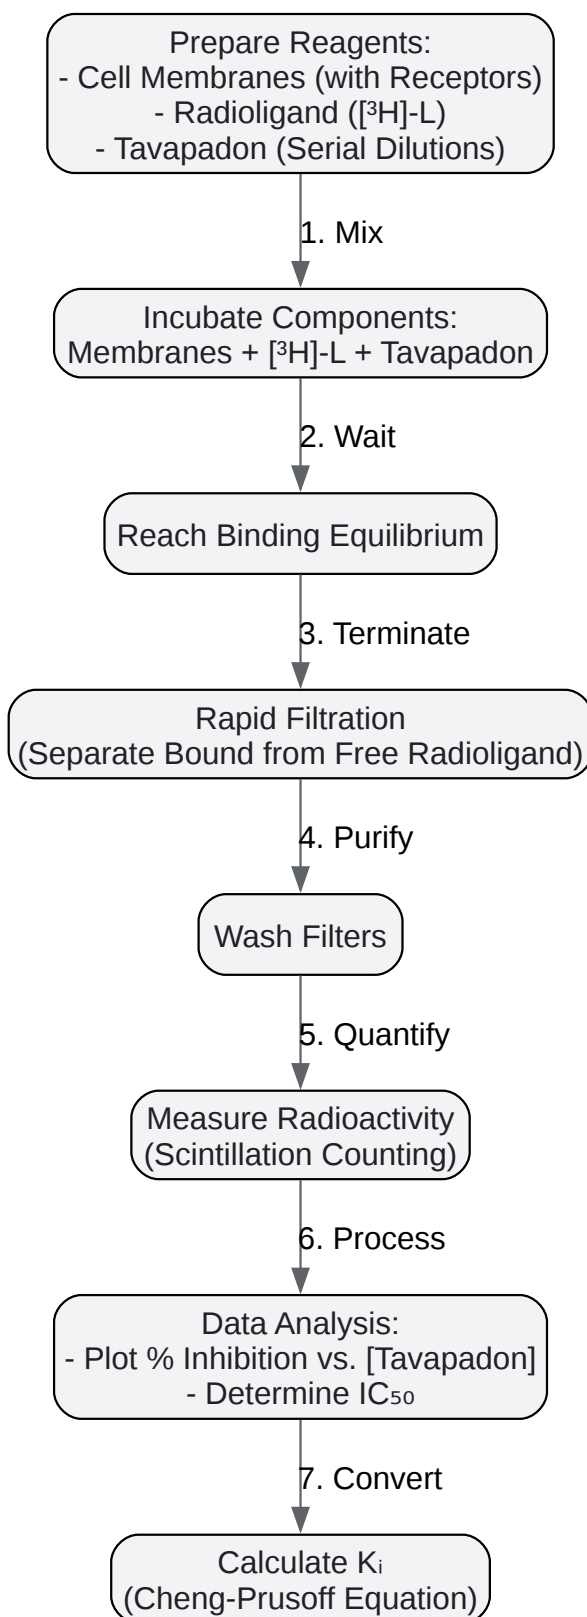 Prepare Reagents:
- Cell Membranes (with Receptors)
- Radioligand ([³H]-L)
- Tavapadon (Serial Dilutions)
1. Mix
Incubate Components:
Membranes + [³H]-L + Tavapadon
2. Wait
Reach Binding Equilibrium
3. Terminate
Rapid Filtration
(Separate Bound from Free Radioligand)
4. Purify
Wash Filters
5. Quantify
Measure Radioactivity
(Scintillation Counting)
6. Process
Data Analysis:
- Plot % Inhibition vs. [Tavapadon]
- Determine IC₅₀
7. Convert
Calculate Kᵢ
(Cheng-Prusoff Equation)